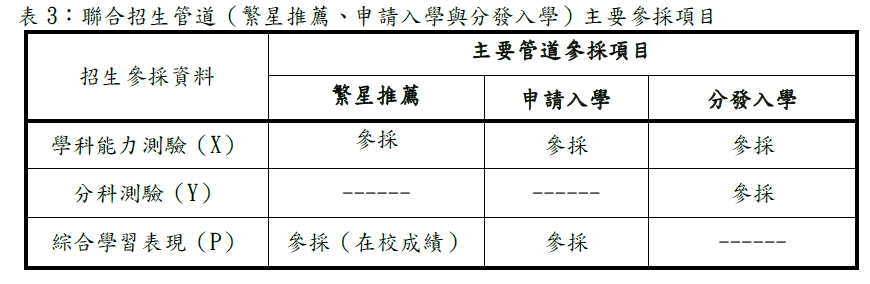 表 3：聯合招生管道（繁星推薦、申請入學與分發入學）主要參採項目
招生參採資料
主要管道參採項目
繁星推薦 申請入學 分發入學
學科能力測驗（X） 參採 參採 參採
分科測驗（Y） ------ ------ 參採
綜合學習表現（P） 參採（在校成績） 參採 ------